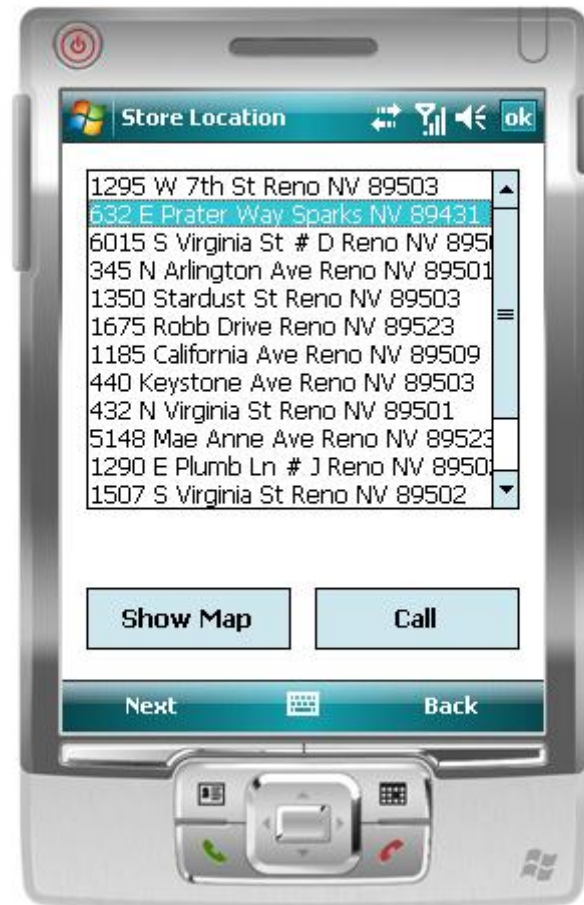 Store Location
ok
1295 W 7th St Reno NV 89503
632 E Prater Way Sparks NV 89431
6015 S Virginia St # D Reno NV 895
345 N Arlington Ave Reno NV 89501
1350 Stardust St Reno NV 89503
1675 Robb Drive Reno NV 89523
1185 California Ave Reno NV 89509
440 Keystone Ave Reno NV 89503
432 N Virginia St Reno NV 89501
5148 Mae Anne Ave Reno NV 89523
1290 E Plumb Ln # J Reno NV 8950
1507 S Virginia St Reno NV 89502
Show Map Call
Next Back